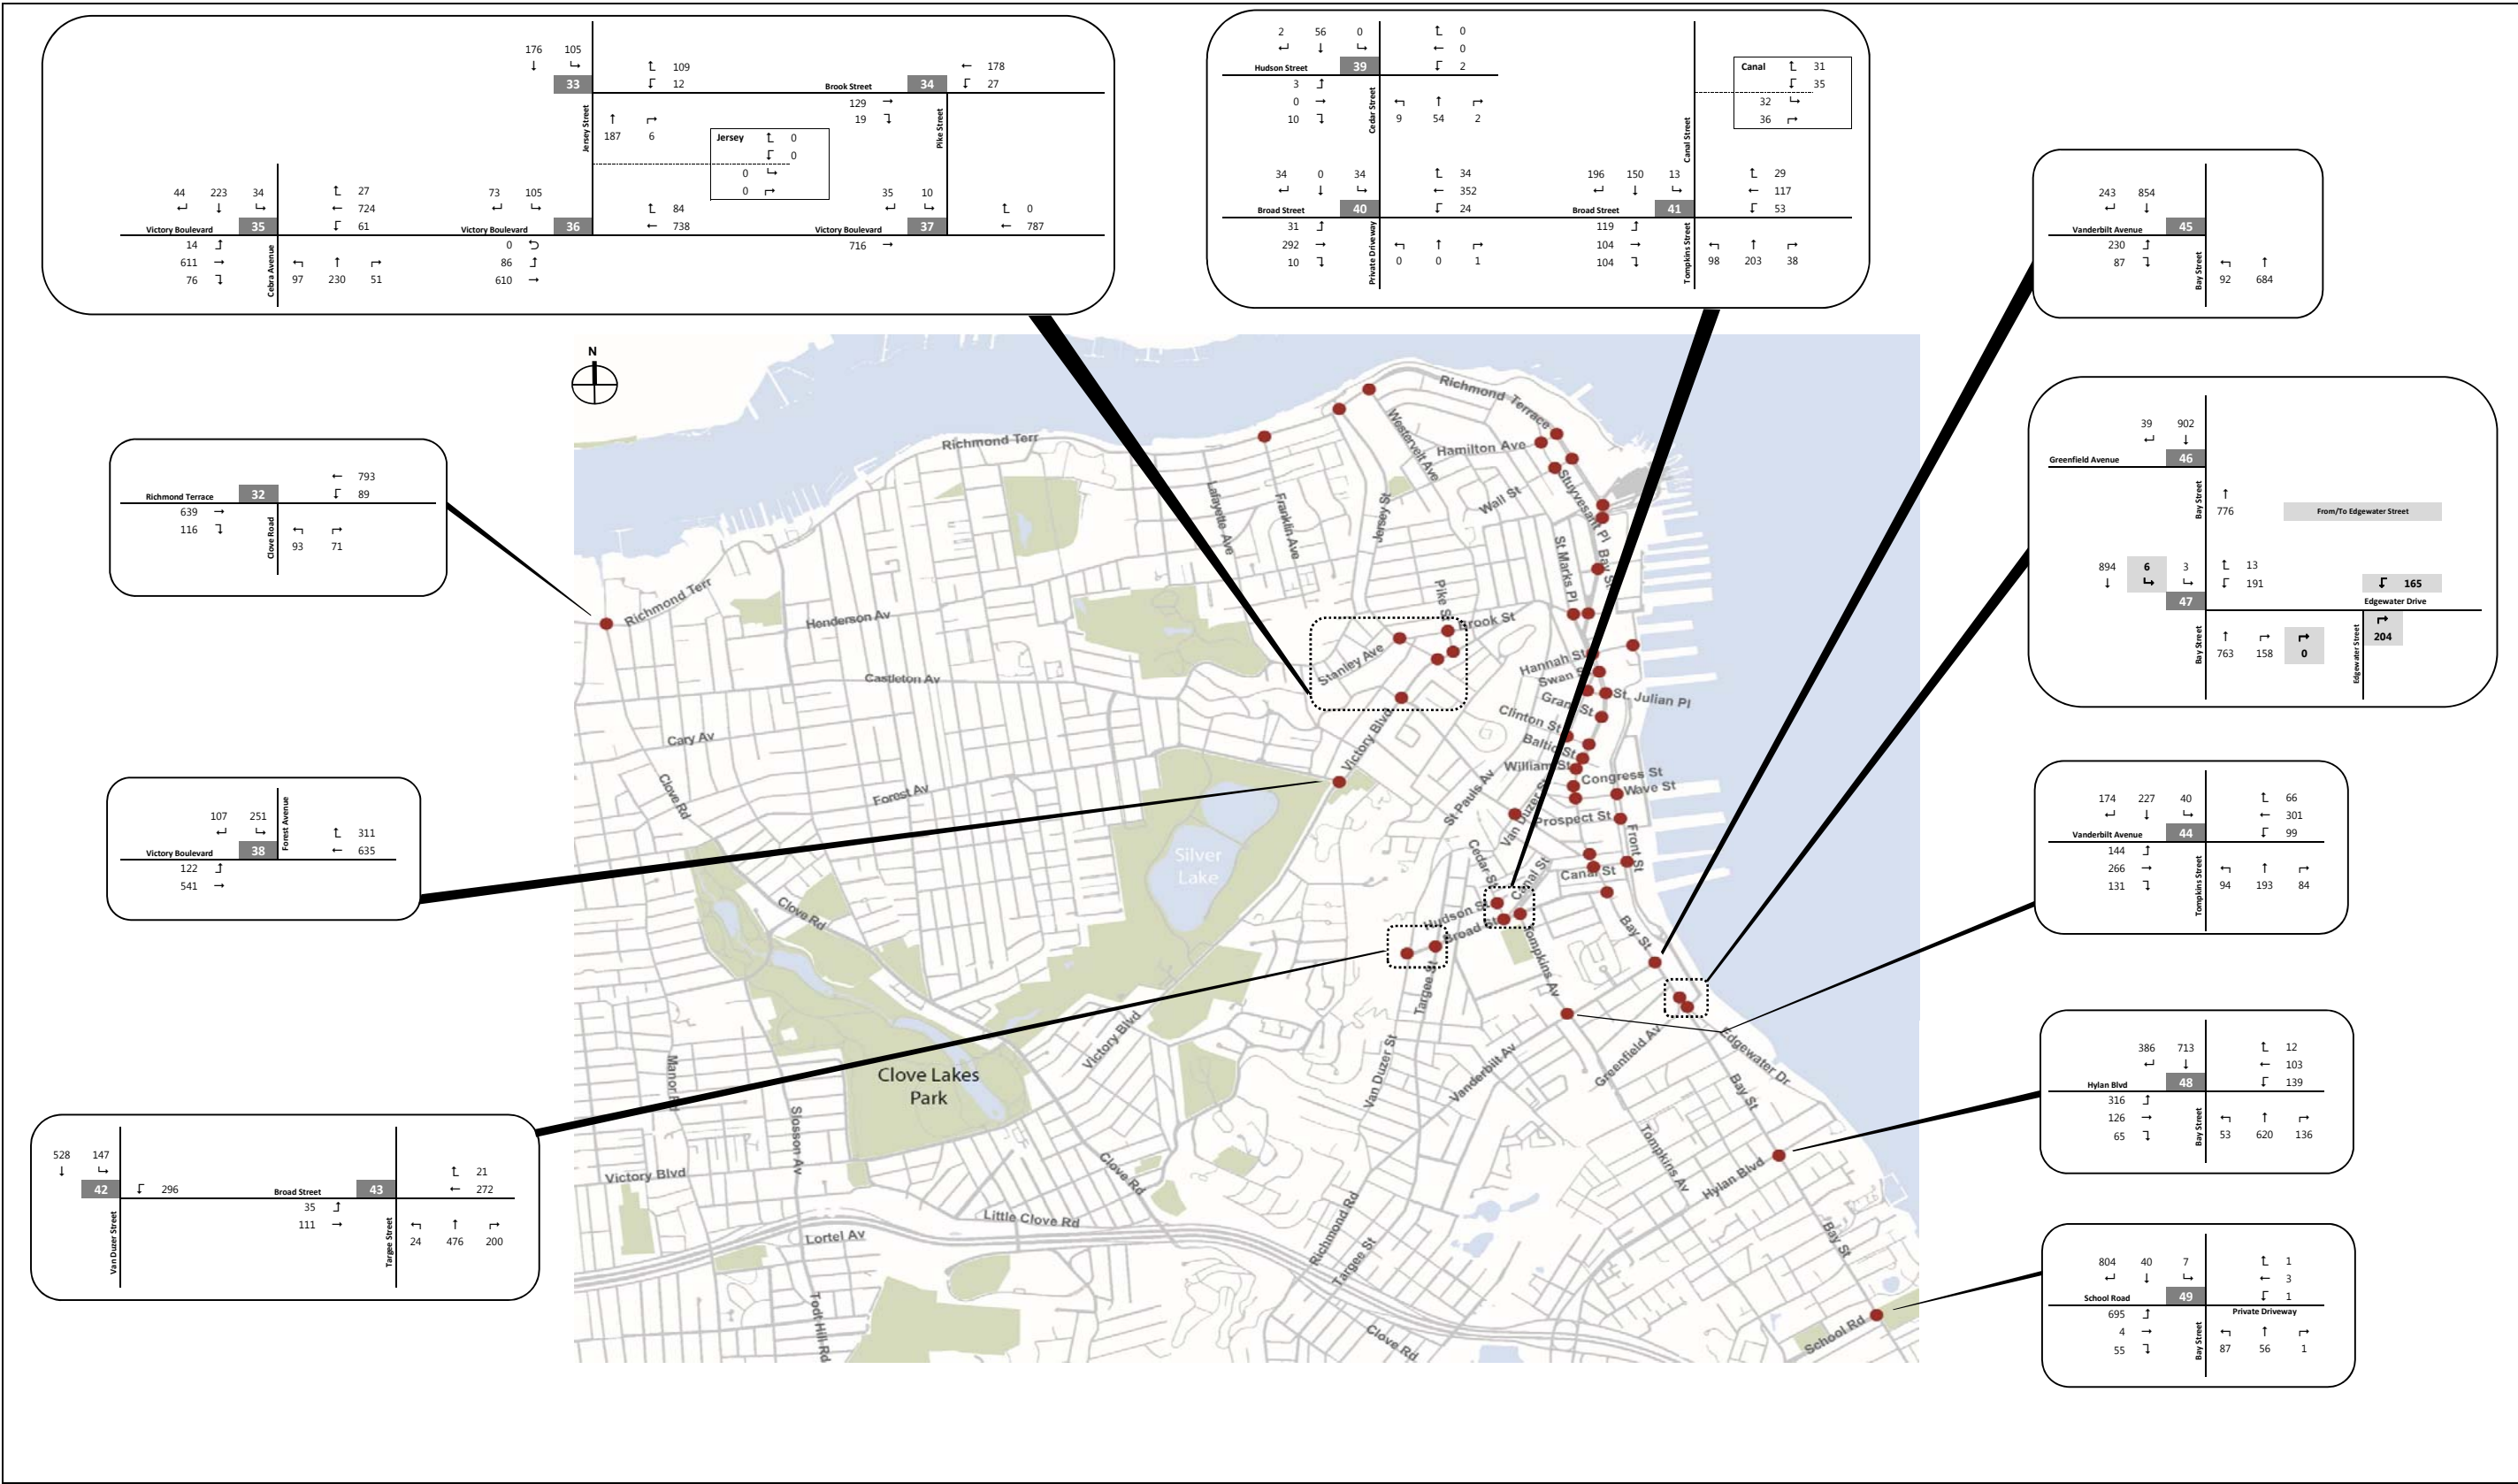 176 105
↓ ↳
33
↑ 109
12
Jersey Street
↑ ↱
187 6
Jersey 0
0
0
0
Brook Street 34
← 178
27
129 →
19
Pike Street
44 223 34
Victory Boulevard 35
27
← 724
61
14
611 →
76
Cebra Avenue
97 230 51
73 105
Victory Boulevard 36
84
← 738
0
86
610 →
35 10
Victory Boulevard 37
0
← 787
716 →
2 56 0
Hudson Street 39
0
← 0
2
3
0 →
10
Cedar Street
9 54 2
34 0 34
Broad Street 40
34
← 352
24
31
292 →
10
Private Driveway
0 0 1
Canal Street
Canal 31
35
32
36
196 150 13
Broad Street 41
29
← 117
53
119
104 →
104
Tompkins Street
98 203 38
243 854
Vanderbilt Avenue 45
230
87
Bay Street
92 684
39 902
Greenfield Avenue 46
Bay Street
↑
776
From/To Edgewater Street
894 6 3
47
13
191
165
Edgewater Drive
Bay Street
763 158 0
Edgewater Street
204
174 227 40
Vanderbilt Avenue 44
66
← 301
99
144
266 →
131
Tompkins Street
94 193 84
386 713
Hylan Blvd 48
12
← 103
139
316
126 →
65
Bay Street
53 620 136
804 40 7
School Road 49
1
← 3
1
Private Driveway
695
4 →
55
Bay Street
87 56 1
← 793
Richmond Terrace 32
89
639 →
116
Clove Road
93 71
107 251
Forest Avenue
Victory Boulevard 38
311
← 635
122
541 →
528 147
42
296
Van Duzer Street
Broad Street 43
21
← 272
35
111 →
Targee Street
24 476 200
N
Richmond Terrace
Richmond Terr
Westervelt Ave
Hamilton Ave
Lafayette Ave
Franklin Ave
Jersey St
Wall St
Stuyvesant Pl
St Marks Pl
Bay St
Richmond Terr
Henderson Av
Pike St
Brook St
Stanley Ave
Castleton Av
Hannah St
Swan
St. Julian Pl
Grant St
Clinton St
Baltic St
William St
Congress St
Wave St
Cary Av
Victory Blvd
Clove Rd
Forest Av
St Pauls Av
Van Duzer St
Prospect St
Front St
Silver
Lake
Cedar St
Canal St
Canal St
Hudson St
Broad St
Tompkins Av
Bay St
Clove Rd
Targee St
Victory Blvd
Manor Rd
Clove Lakes
Park
Van Duzer St
Vanderbilt Av
Greenfield Av
Edgewater Dr
Bay St
Slosson Av
Tompkins Av
Hylan Blvd
Victory Blvd
Clove Rd
Little Clove Rd
Lortel Av
Richmond Rd
Targee St
Bay St
Todt Hill Rd
Clove Rd
School Rd